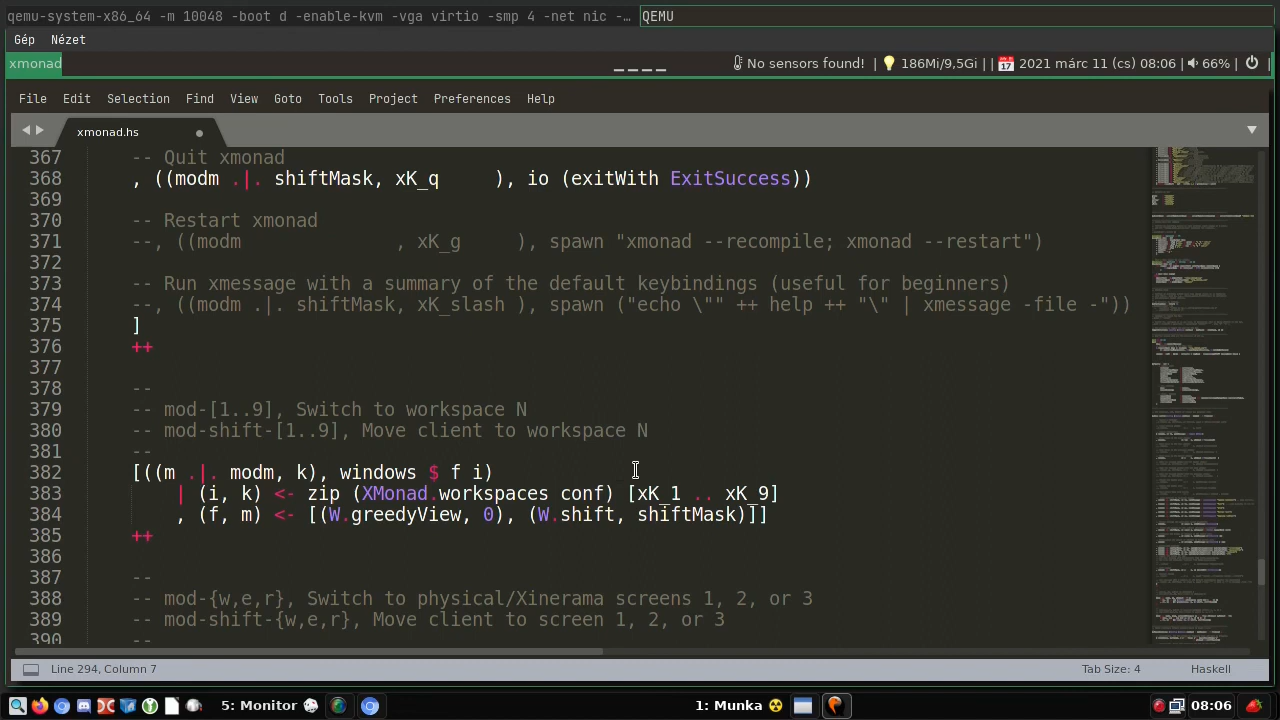 qemu-system-x86_64 -m 10048 -boot d -enable-kvm -vga virtio -smp 4 -net nic -… QEMU
Gép Nézet
xmonad No sensors found! | 186Mi/9,5Gi | | 2021 márc 11 (cs) 08:06 | 66% | |
File Edit Selection Find View Goto Tools Project Preferences Help
xmonad.hs
367 -- Quit xmonad
368 , ((modm .|. shiftMask, xK_q ), io (exitWith ExitSuccess))
369
370 -- Restart xmonad
371 --, ((modm , xK_g ), spawn "xmonad --recompile; xmonad --restart")
372
373 -- Run xmessage with a summary of the default keybindings (useful for beginners)
374 --, ((modm .|. shiftMask, xK_slash ), spawn ("echo \"" ++ help ++ "\" | xmessage -file -"))
375 ]
376 ++
377
378 --
379 -- mod-[1..9], Switch to workspace N
380 -- mod-shift-[1..9], Move client to workspace N
381 --
382 [((m .|. modm, k), windows $ f i)
383 | (i, k) <- zip (XMonad.workspaces conf) [xK_1 .. xK_9]
384 , (f, m) <- [(W.greedyView, 0), (W.shift, shiftMask)]]
385 ++
386
387 --
388 -- mod-{w,e,r}, Switch to physical/Xinerama screens 1, 2, or 3
389 -- mod-shift-{w,e,r}, Move client to screen 1, 2, or 3
390 --
Line 294, Column 7 Tab Size: 4 Haskell
5: Monitor 1: Munka 08:06